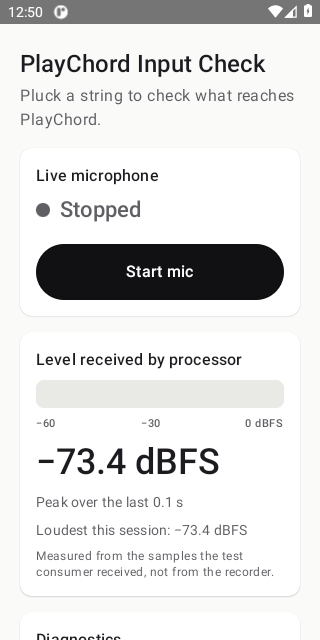 12:50
PlayChord Input Check
Pluck a string to check what reaches
PlayChord.
Live microphone
Stopped
Start mic
Level received by processor
−60 −30 0 dBFS
−73.4 dBFS
Peak over the last 0.1 s
Loudest this session: −73.4 dBFS
Measured from the samples the test
consumer received, not from the recorder.
Diagnostics